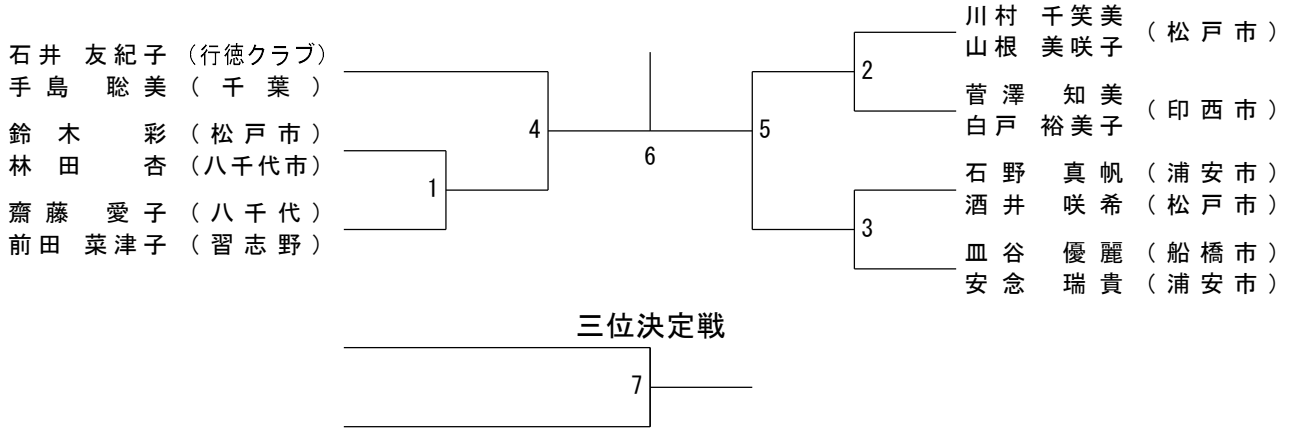 石井 友紀子 （行徳クラブ）
手島 聡美 （ 千 葉 ）
鈴木 彩 （ 松戸市 ）
林田 杏 （八千代市）
齋藤 愛子 （ 八千代 ）
前田 菜津子 （ 習志野 ）
1
4
6
5
2
3
川村 千笑美
山根 美咲子
（ 松戸市 ）
菅澤 知美
白戸 裕美子
（ 印西市 ）
石野 真帆 （ 浦安市 ）
酒井 咲希 （ 松戸市 ）
皿谷 優麗 （ 船橋市 ）
安念 瑞貴 （ 浦安市 ）
三位決定戦
7